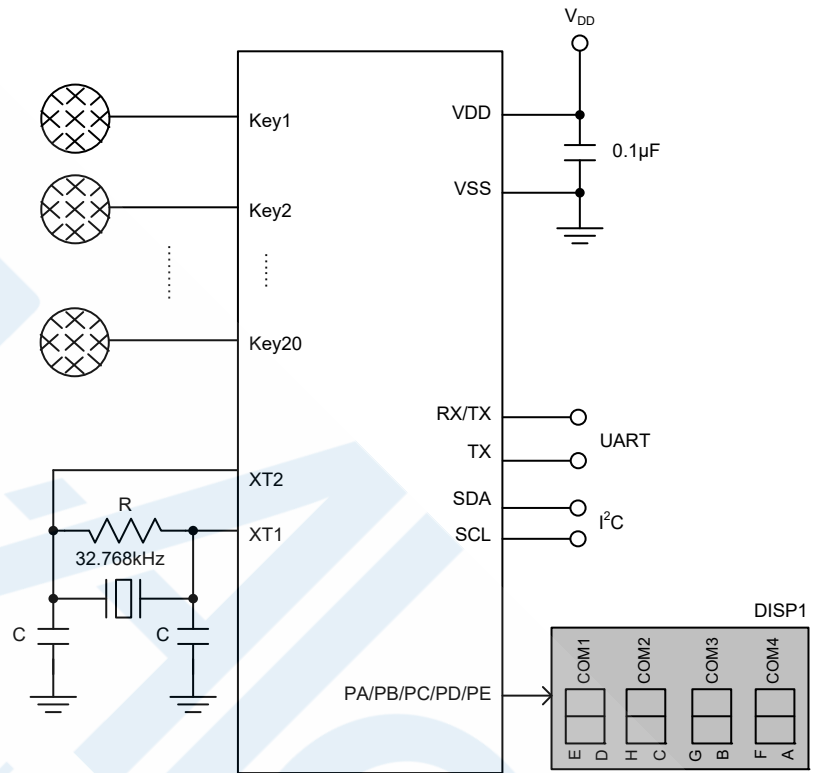 V_DD
Key1
VDD
0.1µF
VSS
Key2
Key20
RX/TX
UART
TX
XT2
SDA
I²C
R
XT1
SCL
32.768kHz
DISP1
C
C
COM1
COM2
COM3
COM4
PA/PB/PC/PD/PE
E
D
H
C
G
B
F
A